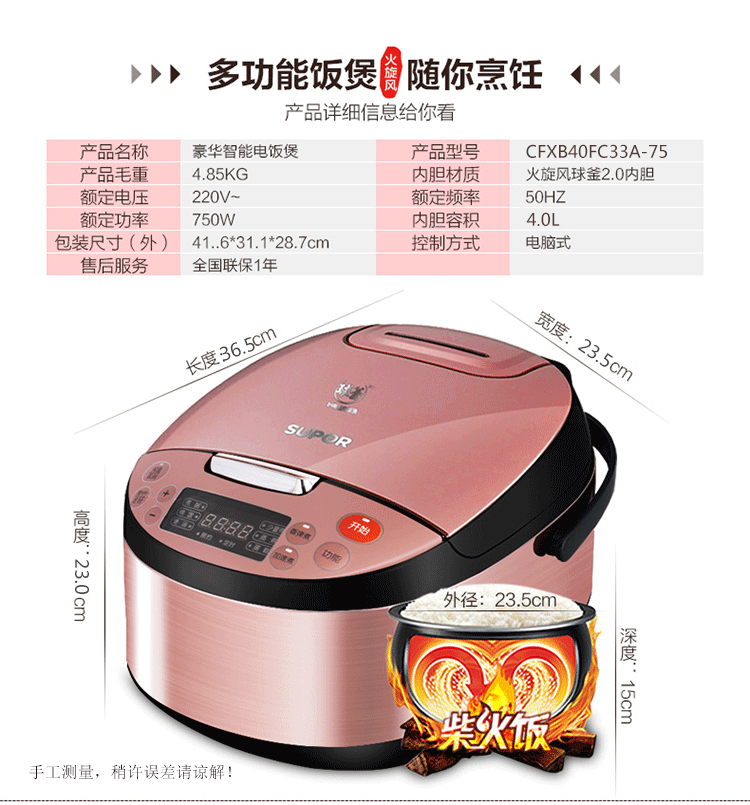 多功能饭煲 火旋风 随你烹饪
产品详细信息给你看
产品名称 豪华智能电饭煲 产品型号 CFXB40FC33A-75
产品毛重 4.85KG 内胆材质 火旋风球釜2.0内胆
额定电压 220V~ 额定频率 50HZ
额定功率 750W 内胆容积 4.0L
包装尺寸（外） 41..6*31.1*28.7cm 控制方式 电脑式
售后服务 全国联保1年
长度36.5cm
宽度：23.5cm
SUPOR
开始
功能
高度：23.0cm
外径：23.5cm
深度：15cm
柴火饭
手工测量，稍许误差请谅解！